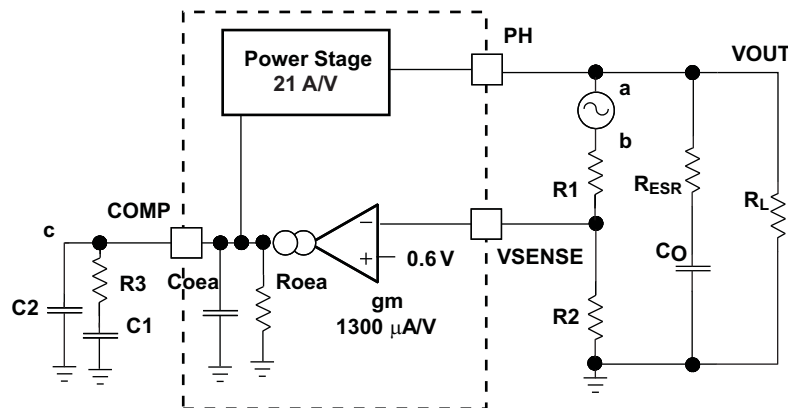 PH
Power Stage
21 A/V
VOUT
a
b
R1
RESR
RL
COMP
c
−
+
0.6 V
VSENSE
R3
Coea
Roea
CO
C2
C1
gm
1300 µA/V
R2